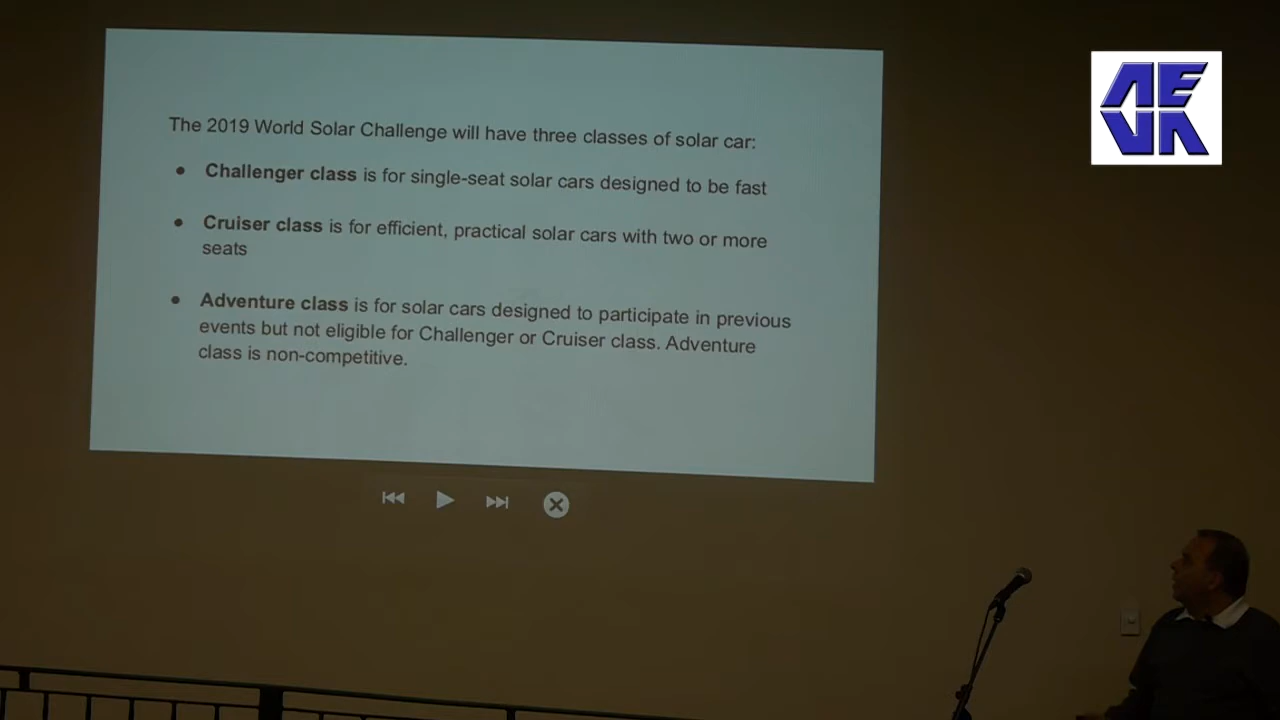 The 2019 World Solar Challenge will have three classes of solar car:
● Challenger class is for single-seat solar cars designed to be fast
● Cruiser class is for efficient, practical solar cars with two or more
seats
● Adventure class is for solar cars designed to participate in previous
events but not eligible for Challenger or Cruiser class. Adventure
class is non-competitive.